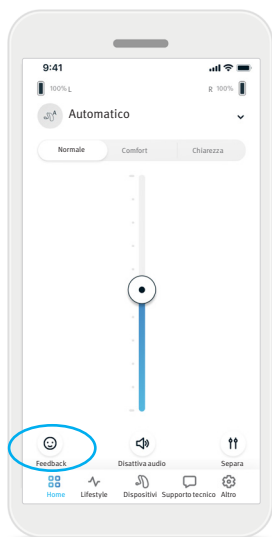 9:41
100% L
R 100%
A
Automatico
Normale Comfort Chiarezza
Feedback Disattiva audio Separa
Home Lifestyle Dispositivi Supporto tecnico Altro